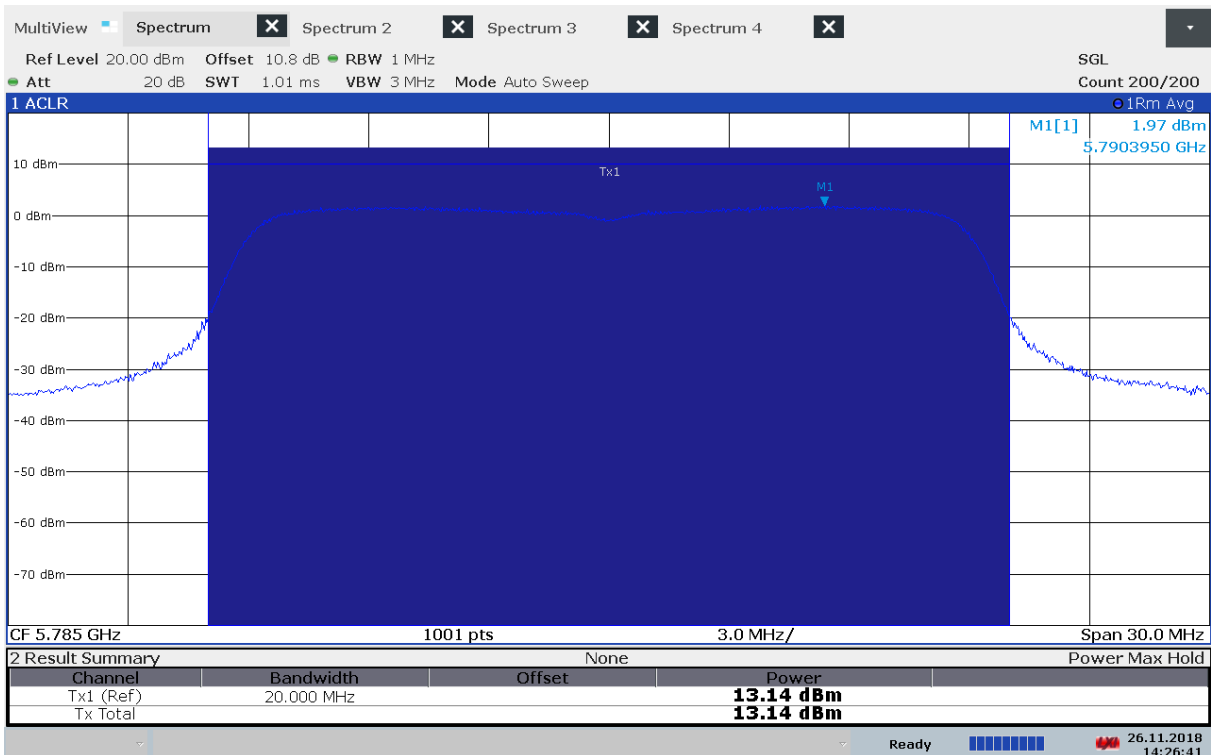 MultiView Spectrum Spectrum 2 Spectrum 3 Spectrum 4
Ref Level 20.00 dBm Offset 10.8 dB RBW 1 MHz SGL
Att 20 dB SWT 1.01 ms VBW 3 MHz Mode Auto Sweep Count 200/200
1 ACLR 1Rm Avg
M1[1] 1.97 dBm
5.7903950 GHz
10 dBm
Tx1
M1
0 dBm
-10 dBm
-20 dBm
-30 dBm
-40 dBm
-50 dBm
-60 dBm
-70 dBm
CF 5.785 GHz 1001 pts 3.0 MHz/ Span 30.0 MHz
2 Result Summary None Power Max Hold
Channel Bandwidth Offset Power
Tx1 (Ref) 20.000 MHz 13.14 dBm
Tx Total 13.14 dBm
Ready 26.11.2018
14:26:41